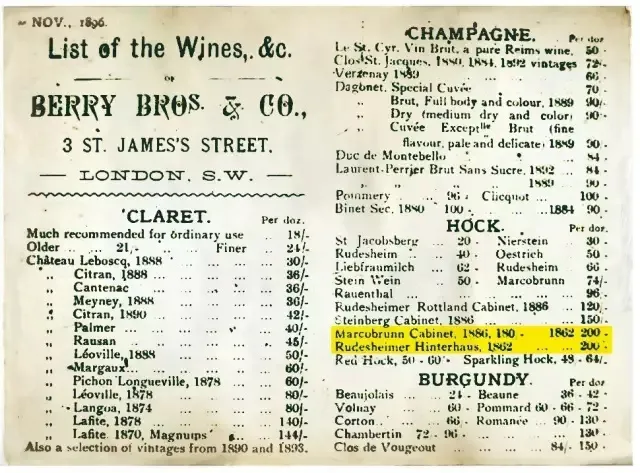 NOV., 1896.
List of the Wines, &c.
OF
BERRY BROS. & CO.,
3 ST. JAMES'S STREET,
LONDON, S.W.
CLARET. Per doz.
Much recommended for ordinary use .. 18/-
Older .. ... 21/- Finer ... 24/-
Château Leboscq, 1888 ... ... 30/-
„ Citran, 1888 ... ... 36/-
„ Cantenac ... ... 36/-
„ Meyney, 1888 ... ... 36/-
„ Citran, 1890 ... ... 42/-
„ Palmer ... ... 40/-
„ Rausan ... ... 45/-
„ Léoville, 1888 ... 50/-
„ Margaux ... ... 60/-
„ Pichon Longueville, 1878 ... 60/-
„ Léoville, 1878 ... ... 80/-
„ Langoa, 1874 ... ... 80/-
„ Lafite, 1878 ... ... 140/-
„ Lafite, 1870, Magnums ... 144/-
Also a selection of vintages from 1890 and 1893.
CHAMPAGNE. Per doz
Le St. Cyr, Vin Brut, a pure Reims wine, 50 -
Clos St. Jacques, 1880, 1884, 1892 vintages 72/-
Verzenay 1889 ... ... 66
Dagonet, Special Cuvée ... ... 70 -
„ Brut, Full body and colour, 1889 90/-
„ Dry (medium dry and color) 90 -
„ Cuvée Exceptlle Brut (fine
flavour, pale and delicate) 1889 90 -
Duc de Montebello ... ... 84 -
Laurent-Perrier Brut Sans Sucre, 1892 ... 84 -
„ „ „ 1889 ... 90 -
Pommery ... 96 - Clicquot ... 100 -
Binet Sec, 1880 100 - ... 1884 90 -
HOCK. Per doz.
St Jacobsberg ... 20 - Nierstein ... 30 -
Rudesheim .. 40 - Oestrich ... 50 -
Liebfraumilch ... 62 - Rudesheim ... 66 -
Stein Wein ... 50 - Marcobrunn 74/-
Rauenthal ... ... 96 -
Rudesheimer Rottland Cabinet, 1886 ... 120/-
Steinberg Cabinet, 1886 ... ... 150/-
Marcobrunn Cabinet, 1886, 180 - 1862 200 -
Rudesheimer Hinterhaus, 1862 ... ... 200 -
Red Hock, 50 - 60 - Sparkling Hock, 48 - 64/-
BURGUNDY. Per doz
Beaujolais ... 24 - Beaune 36 - 42 -
Volnay ... 60 - Pommard 60 - 66 - 72 -
Corton ... 66 - Romanée ... 90 - 130 -
Chambertin 72 - 96 - ... ... 130 -
Clos de Vougeout ... ... 84/- 150 -